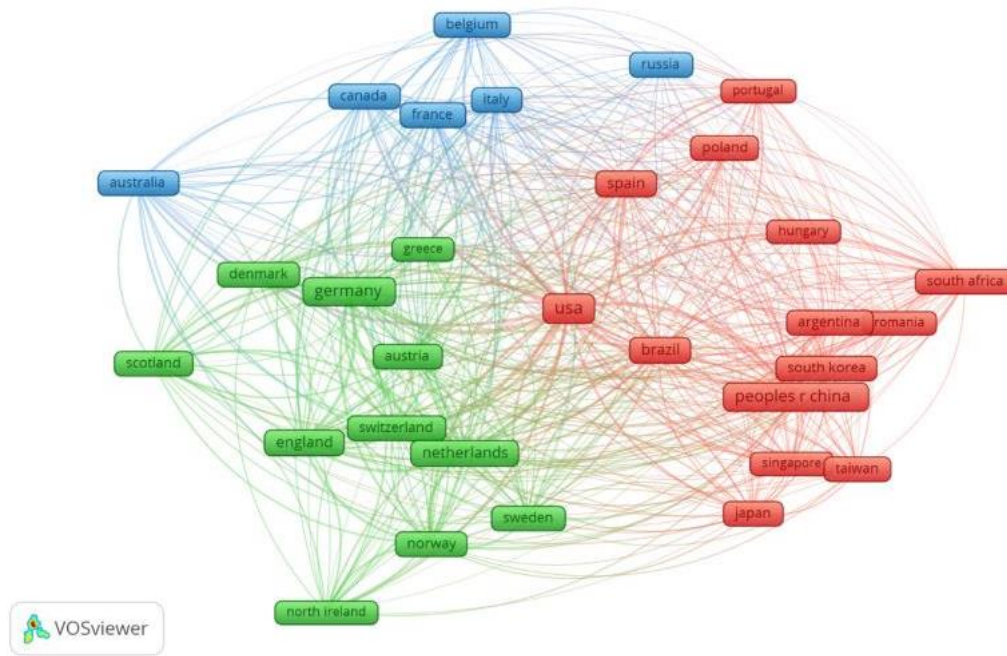 belgium
russia
portugal
canada
italy
france
poland
australia
spain
hungary
greece
denmark
south africa
germany
usa
argentina
romania
brazil
austria
scotland
south korea
peoples r china
switzerland
england
netherlands
singapore
taiwan
japan
sweden
norway
north ireland
VOSviewer